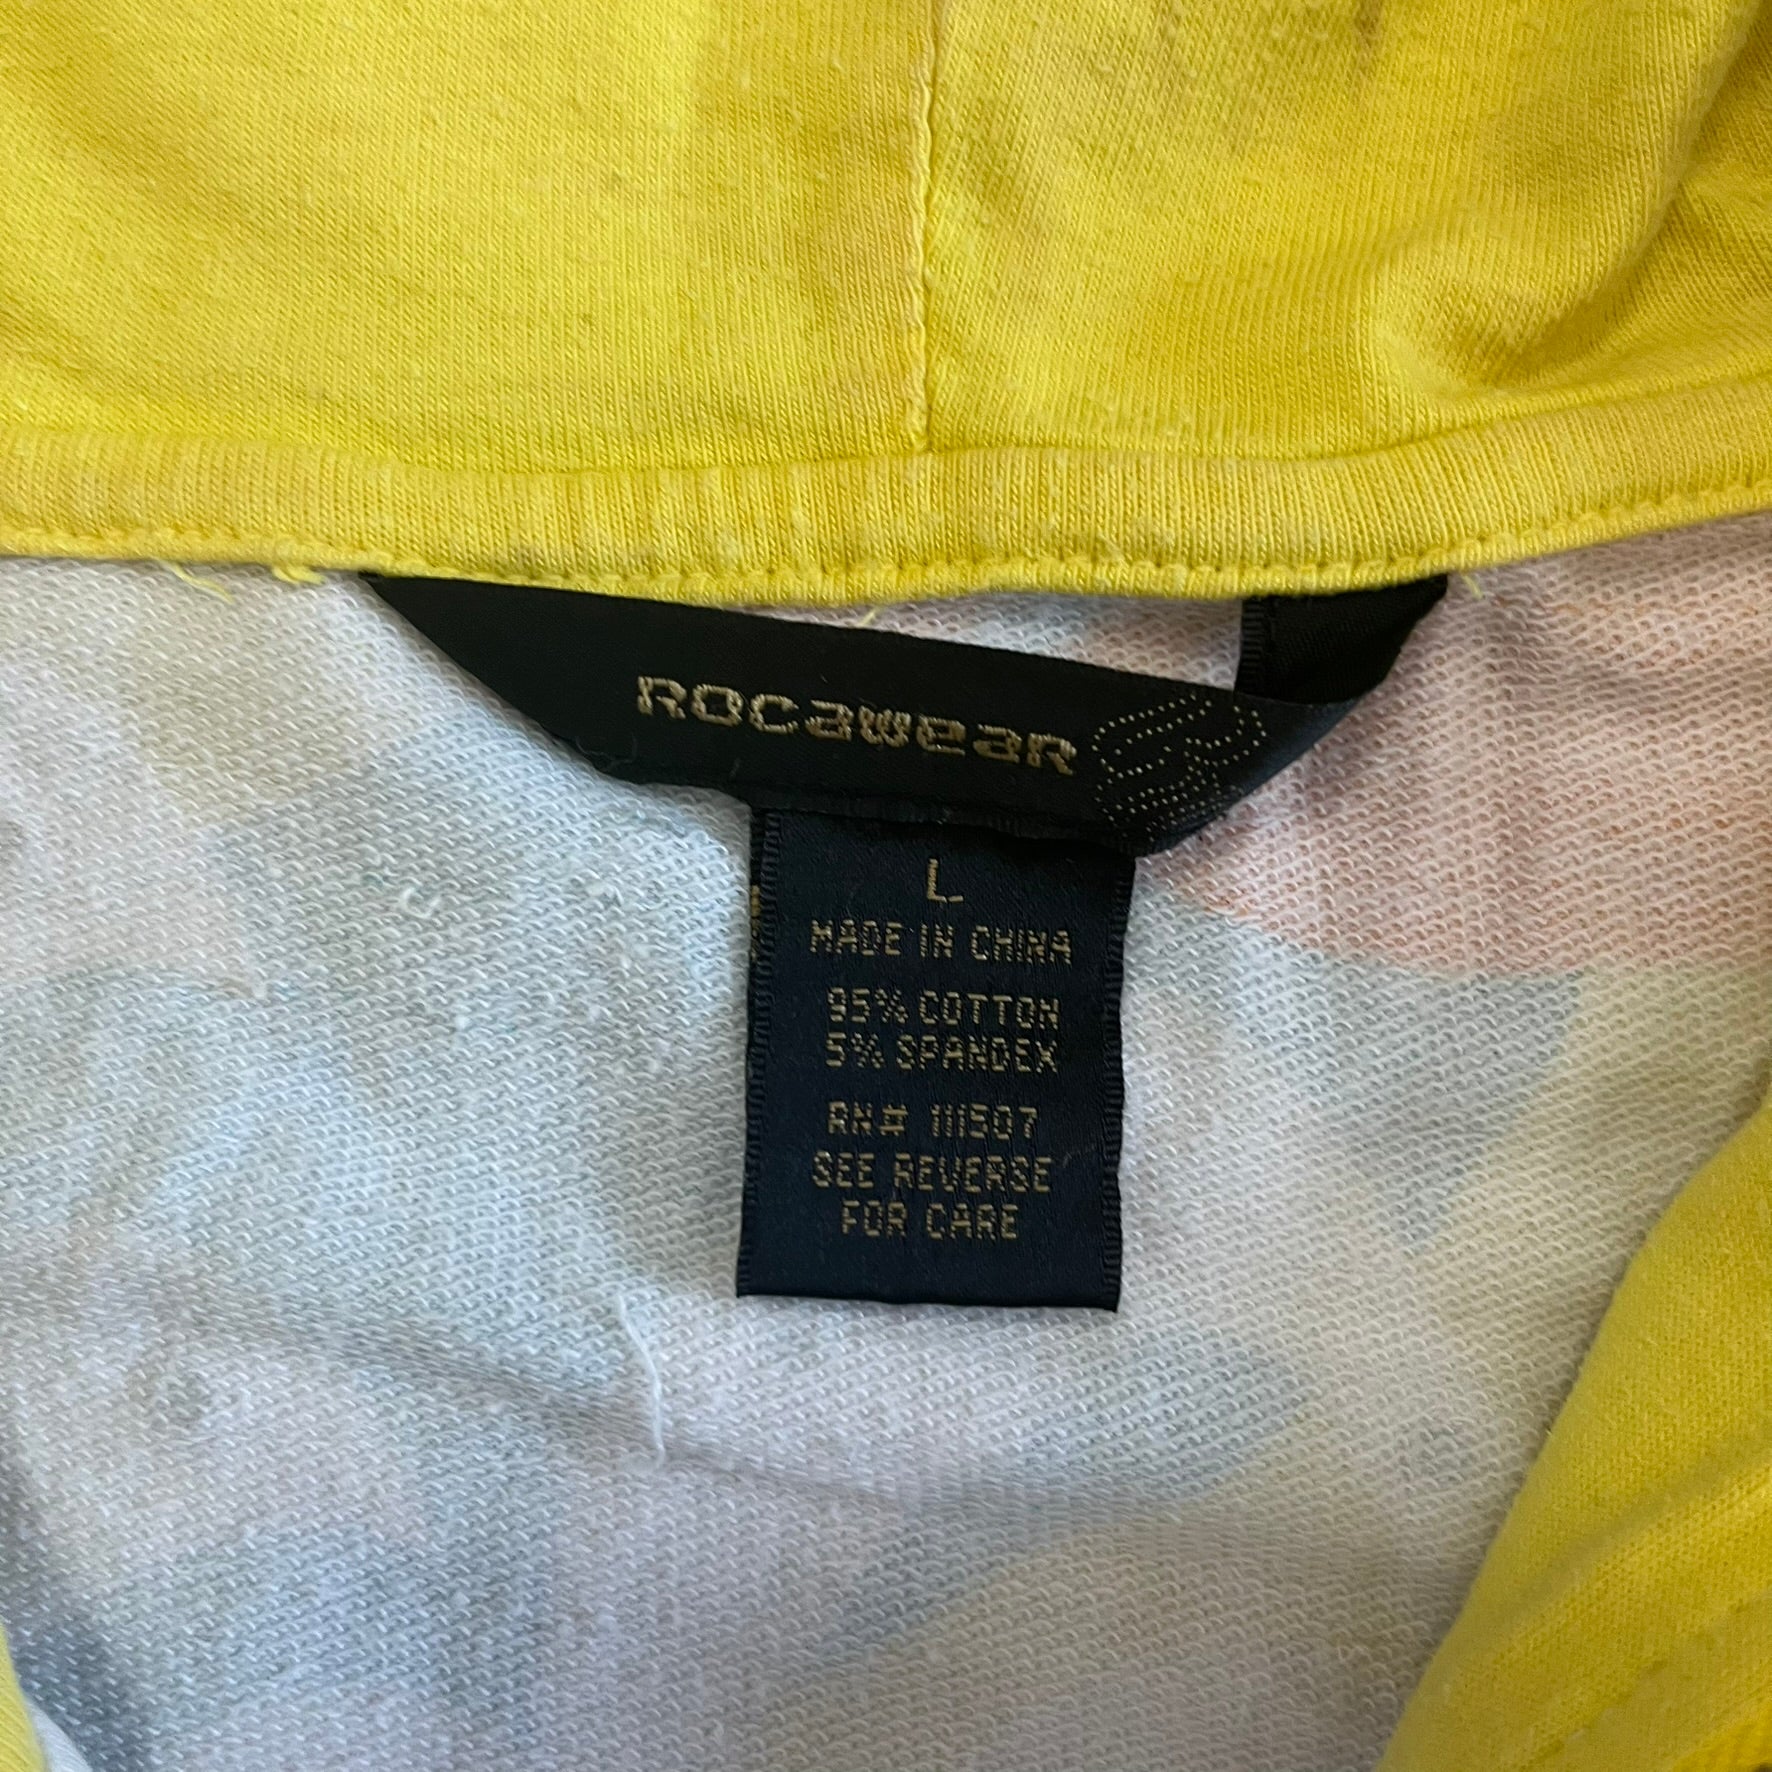 ROCAWEAR
L
MADE IN CHINA
95% COTTON
5% SPANDEX
RN# 111507
SEE REVERSE
FOR CARE